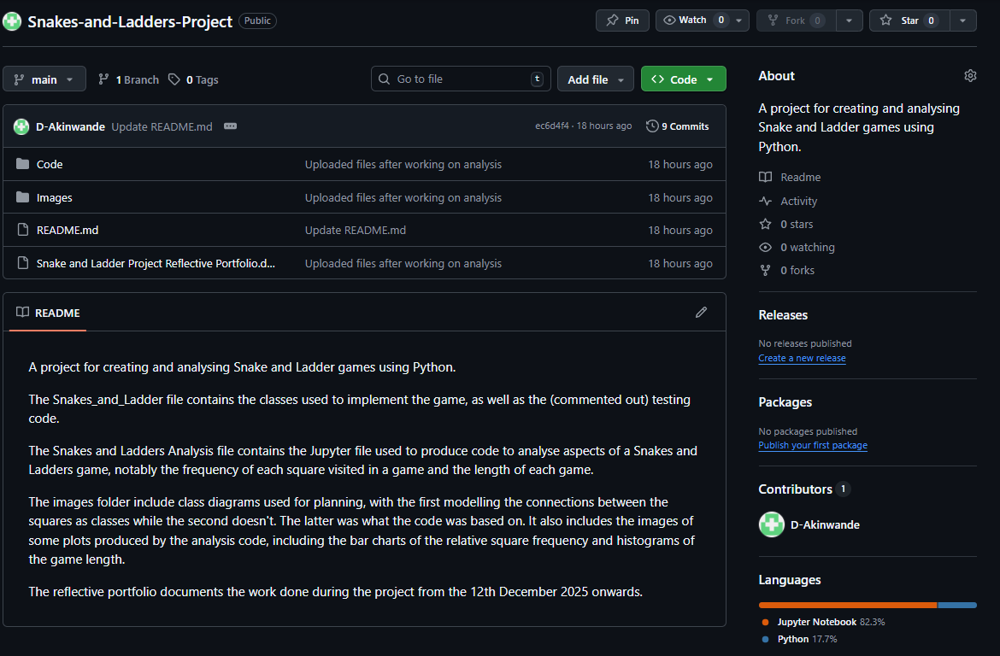 Snakes-and-Ladders-Project Public
Pin
Watch 0
Fork 0
Star 0
main
1 Branch
0 Tags
Go to file t
Add file
Code
D-Akinwande Update README.md
ec6d4f4 · 18 hours ago
9 Commits
Code Uploaded files after working on analysis 18 hours ago
Images Uploaded files after working on analysis 18 hours ago
README.md Update README.md 18 hours ago
Snake and Ladder Project Reflective Portfolio.d... Uploaded files after working on analysis 18 hours ago
README
A project for creating and analysing Snake and Ladder games using Python.
The Snakes_and_Ladder file contains the classes used to implement the game, as well as the (commented out) testing
code.
The Snakes and Ladders Analysis file contains the Jupyter file used to produce code to analyse aspects of a Snakes and
Ladders game, notably the frequency of each square visited in a game and the length of each game.
The images folder include class diagrams used for planning, with the first modelling the connections between the
squares as classes while the second doesn't. The latter was what the code was based on. It also includes the images of
some plots produced by the analysis code, including the bar charts of the relative square frequency and histograms of
the game length.
The reflective portfolio documents the work done during the project from the 12th December 2025 onwards.
About
A project for creating and analysing
Snake and Ladder games using
Python.
Readme
Activity
0 stars
0 watching
0 forks
Releases
No releases published
Create a new release
Packages
No packages published
Publish your first package
Contributors 1
D-Akinwande
Languages
Jupyter Notebook 82.3%
Python 17.7%